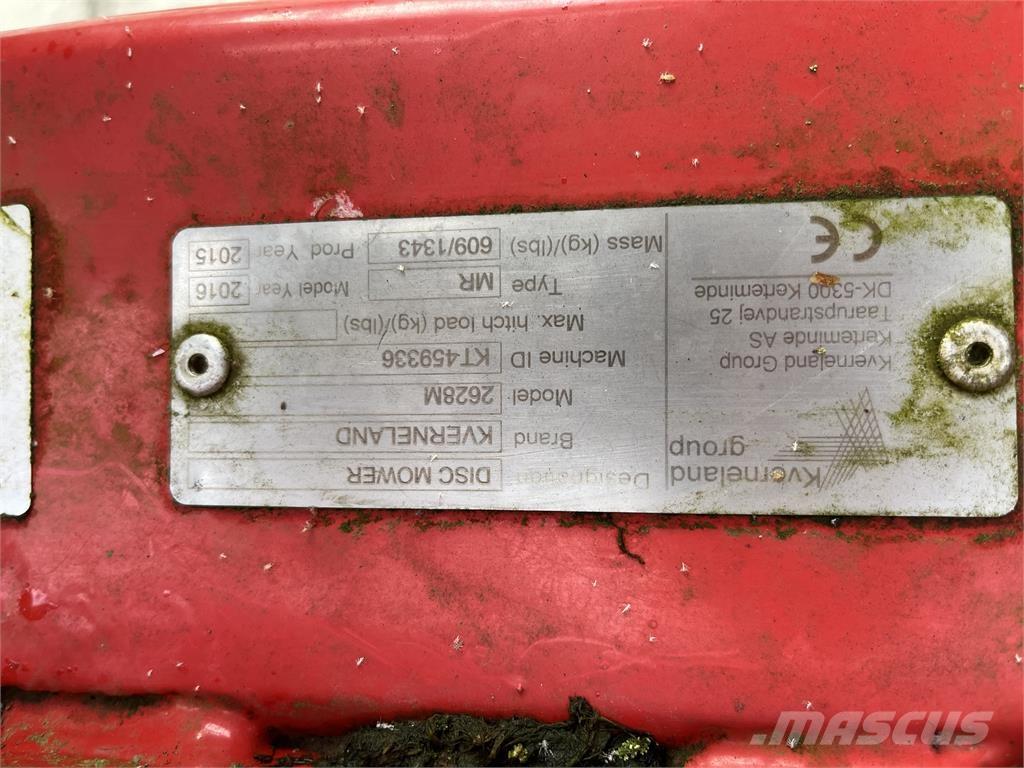 Kverneland
group
Kverneland Group
Kerteminde AS
Taarupstrandvej 25
DK-5300 Kerteminde
CE
Designation DISC MOWER
Brand KVERNELAND
Model 2628M
Machine ID KT459336
Max. hitch load (kg)/(lbs)
Type MR Model Year 2016
Mass (kg)/(lbs) 609/1343 Prod Year 2015
MASCUS